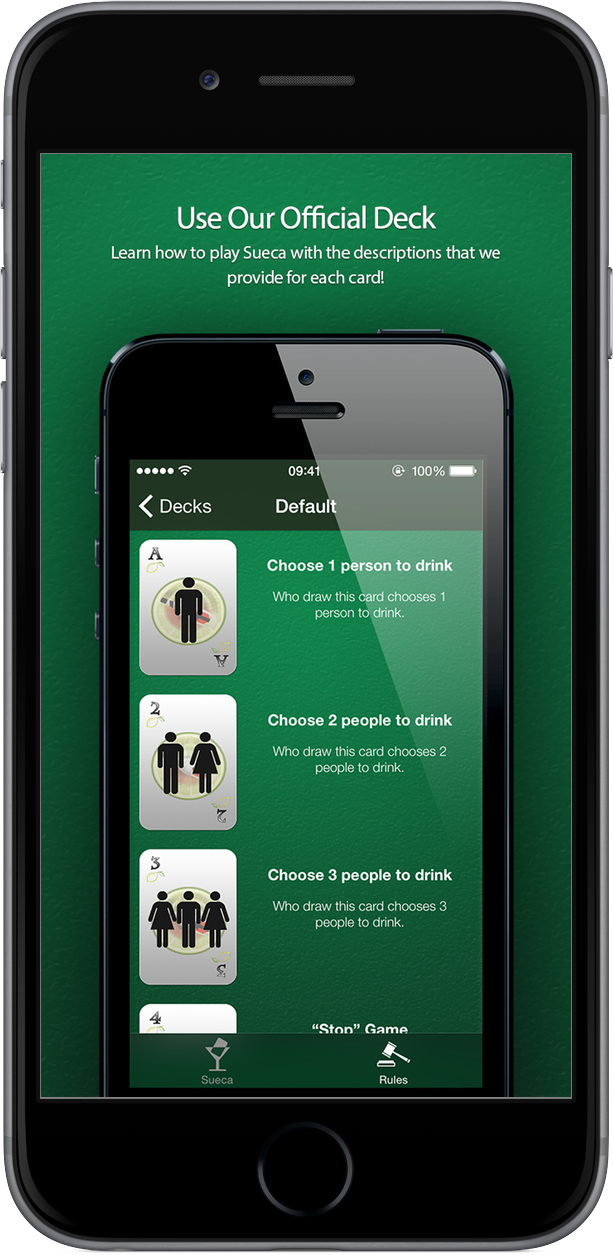 Use Our Official Deck
Learn how to play Sueca with the descriptions that we
provide for each card!
09:41
100%
Decks
Default
A
Choose 1 person to drink
Who draw this card chooses 1
person to drink.
A
2
Choose 2 people to drink
Who draw this card chooses 2
people to drink.
2
3
Choose 3 people to drink
Who draw this card chooses 3
people to drink.
3
4
“Stop” Game
Sueca
Rules